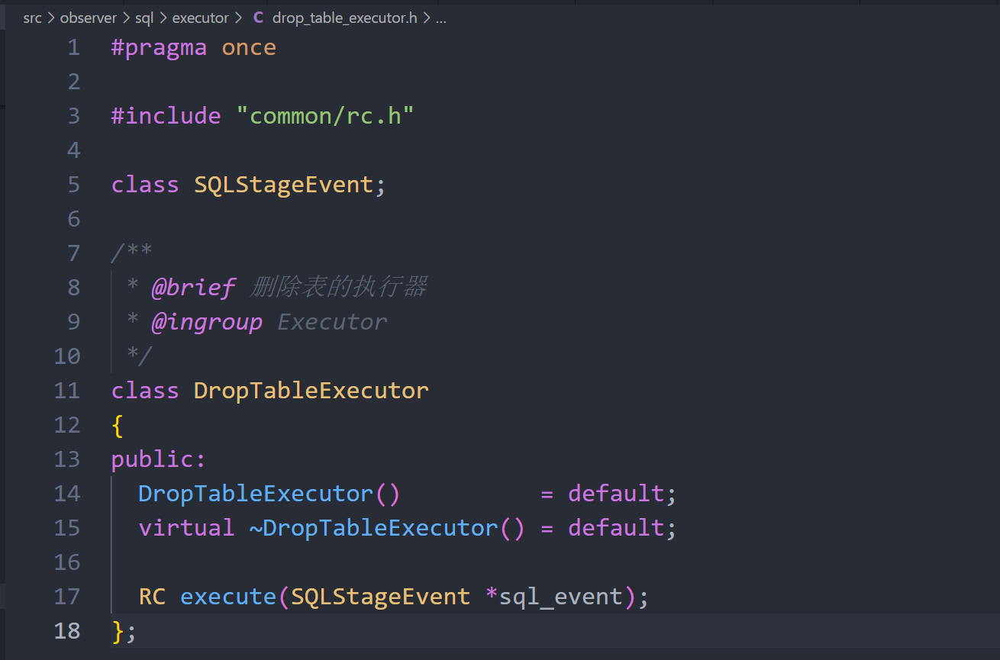 src > observer > sql > executor > C drop_table_executor.h > ...
1 #pragma once
2
3 #include "common/rc.h"
4
5 class SQLStageEvent;
6
7 /**
8  * @brief 删除表的执行器
9  * @ingroup Executor
10  */
11 class DropTableExecutor
12 {
13 public:
14   DropTableExecutor()          = default;
15   virtual ~DropTableExecutor() = default;
16
17   RC execute(SQLStageEvent *sql_event);
18 };